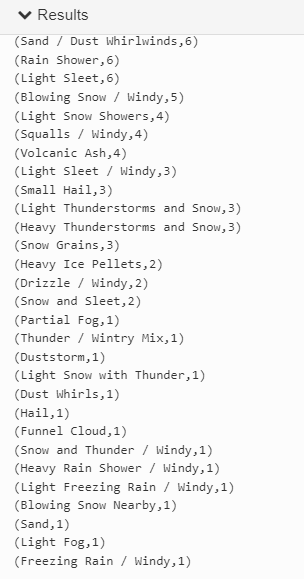 Results
(Sand / Dust Whirlwinds,6)
(Rain Shower,6)
(Light Sleet,6)
(Blowing Snow / Windy,5)
(Light Snow Showers,4)
(Squalls / Windy,4)
(Volcanic Ash,4)
(Light Sleet / Windy,3)
(Small Hail,3)
(Light Thunderstorms and Snow,3)
(Heavy Thunderstorms and Snow,3)
(Snow Grains,3)
(Heavy Ice Pellets,2)
(Drizzle / Windy,2)
(Snow and Sleet,2)
(Partial Fog,1)
(Thunder / Wintry Mix,1)
(Duststorm,1)
(Light Snow with Thunder,1)
(Dust Whirls,1)
(Hail,1)
(Funnel Cloud,1)
(Snow and Thunder / Windy,1)
(Heavy Rain Shower / Windy,1)
(Light Freezing Rain / Windy,1)
(Blowing Snow Nearby,1)
(Sand,1)
(Light Fog,1)
(Freezing Rain / Windy,1)